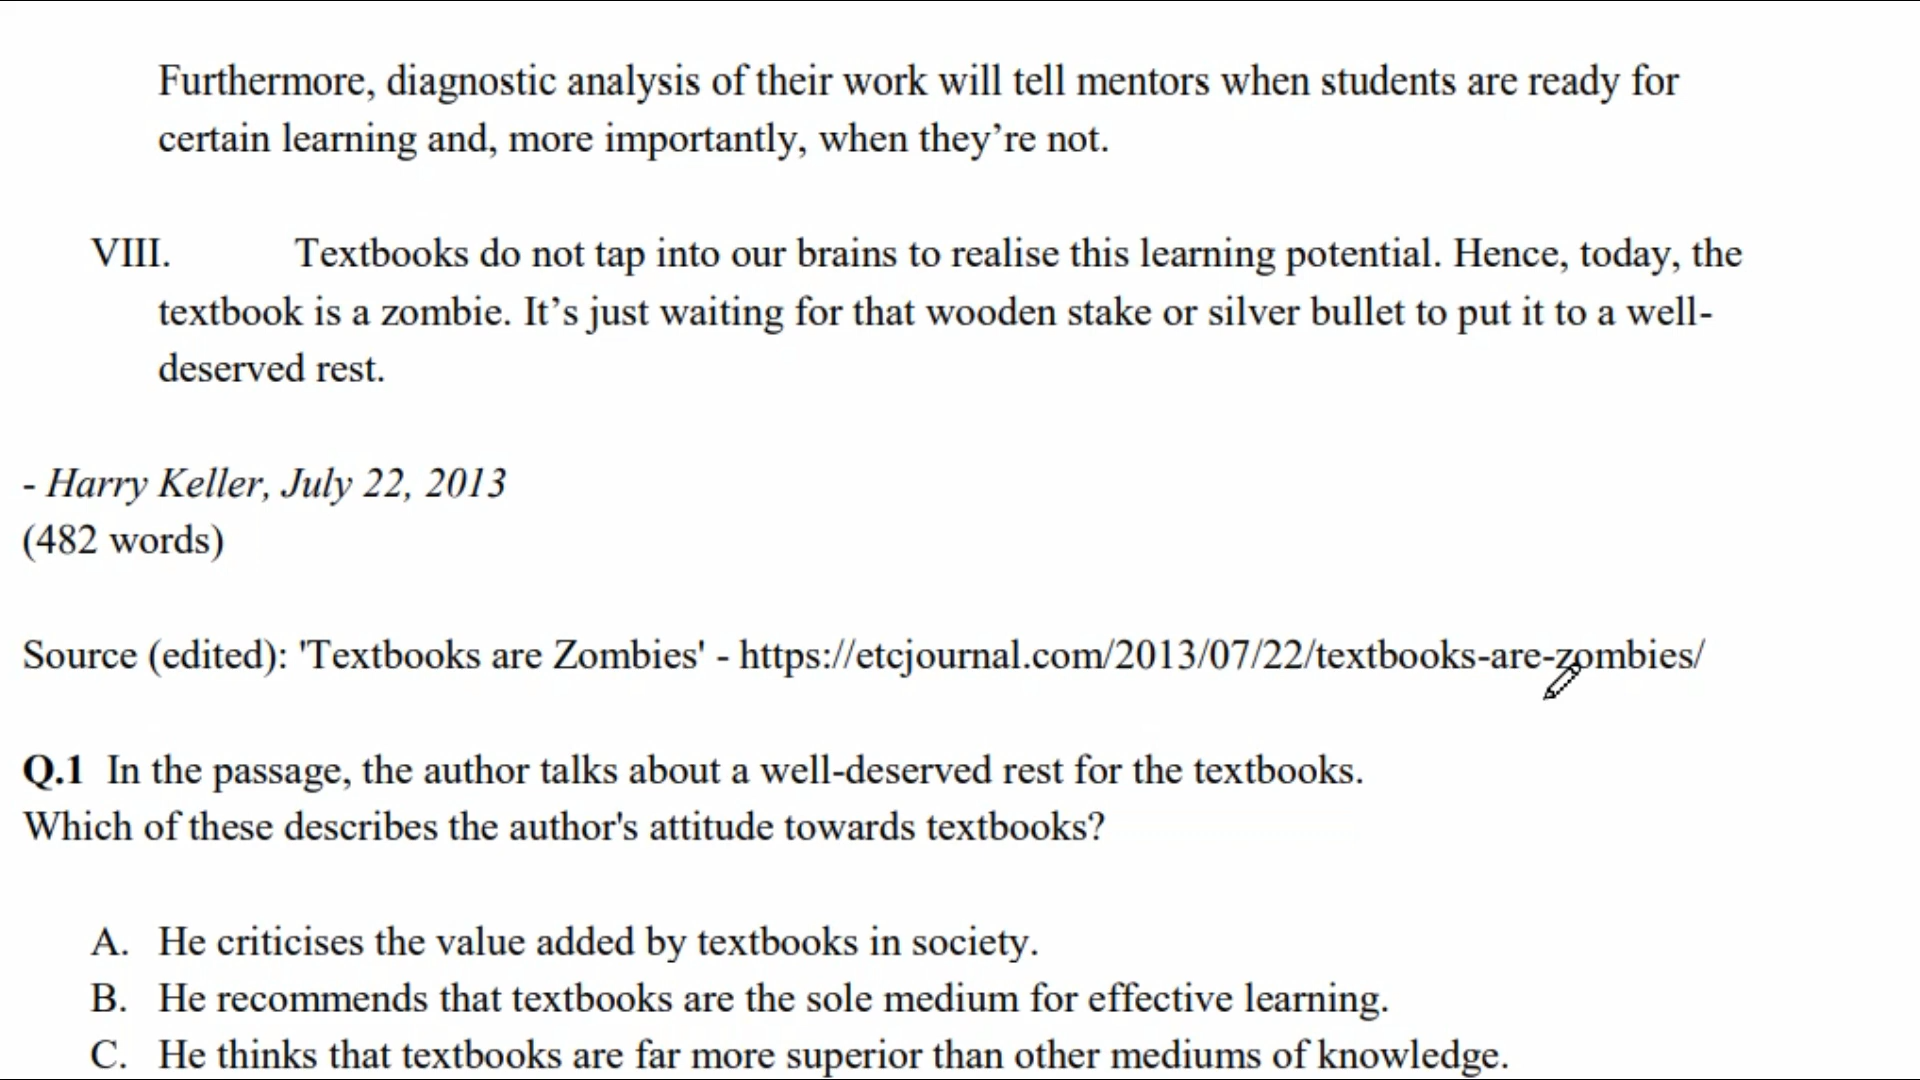 Furthermore, diagnostic analysis of their work will tell mentors when students are ready for
certain learning and, more importantly, when they’re not.
VIII. Textbooks do not tap into our brains to realise this learning potential. Hence, today, the
textbook is a zombie. It’s just waiting for that wooden stake or silver bullet to put it to a well-
deserved rest.
- Harry Keller, July 22, 2013
(482 words)
Source (edited): 'Textbooks are Zombies' - https://etcjournal.com/2013/07/22/textbooks-are-zombies/
Q.1 In the passage, the author talks about a well-deserved rest for the textbooks.
Which of these describes the author's attitude towards textbooks?
A. He criticises the value added by textbooks in society.
B. He recommends that textbooks are the sole medium for effective learning.
C. He thinks that textbooks are far more superior than other mediums of knowledge.